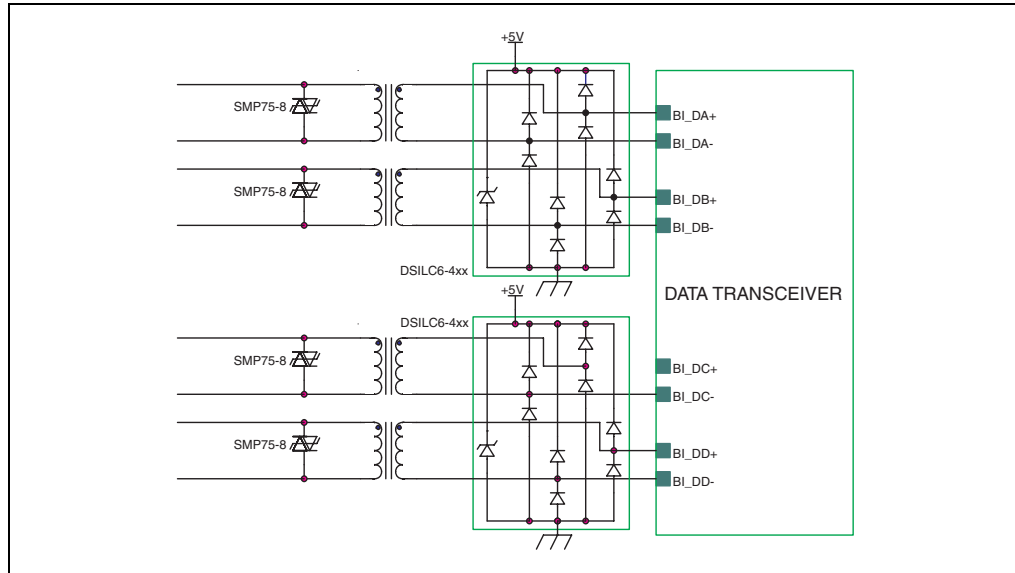 +5V
SMP75-8
BI_DA+
BI_DA-
SMP75-8
BI_DB+
BI_DB-
DSILC6-4xx
DATA TRANSCEIVER
+5V
DSILC6-4xx
SMP75-8
BI_DC+
BI_DC-
SMP75-8
BI_DD+
BI_DD-